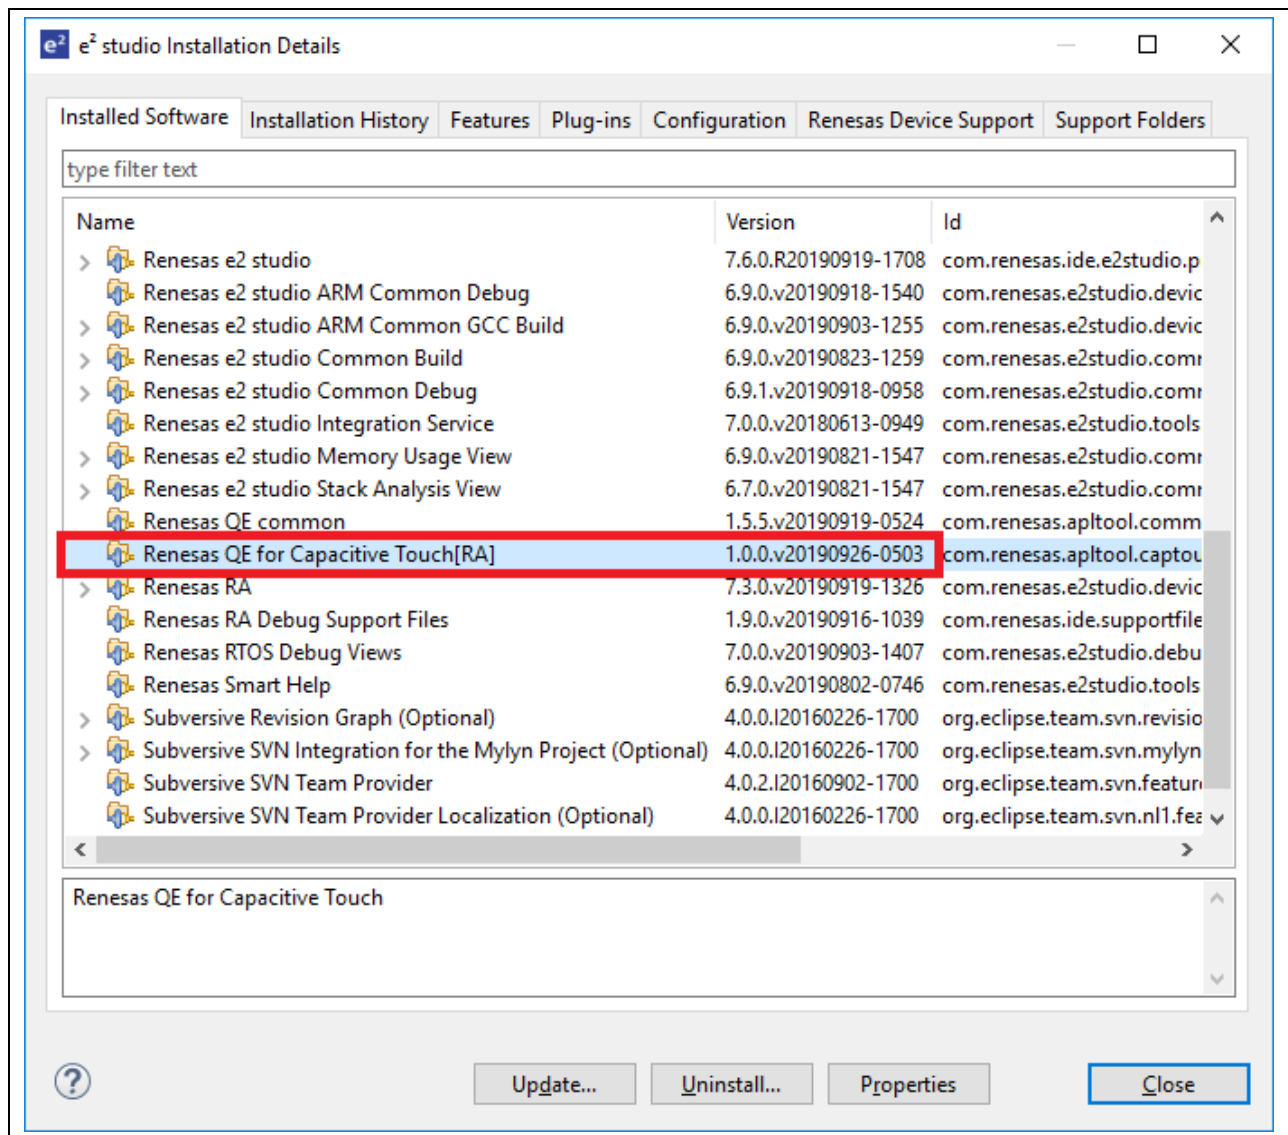 e² e² studio Installation Details
Installed Software Installation History Features Plug-ins Configuration Renesas Device Support Support Folders
type filter text
Name Version Id
Renesas e2 studio 7.6.0.R20190919-1708 com.renesas.ide.e2studio.p
Renesas e2 studio ARM Common Debug 6.9.0.v20190918-1540 com.renesas.e2studio.devic
Renesas e2 studio ARM Common GCC Build 6.9.0.v20190903-1255 com.renesas.e2studio.devic
Renesas e2 studio Common Build 6.9.0.v20190823-1259 com.renesas.e2studio.comr
Renesas e2 studio Common Debug 6.9.1.v20190918-0958 com.renesas.e2studio.comr
Renesas e2 studio Integration Service 7.0.0.v20180613-0949 com.renesas.e2studio.tools
Renesas e2 studio Memory Usage View 6.9.0.v20190821-1547 com.renesas.e2studio.comr
Renesas e2 studio Stack Analysis View 6.7.0.v20190821-1547 com.renesas.e2studio.comr
Renesas QE common 1.5.5.v20190919-0524 com.renesas.apltool.comm
Renesas QE for Capacitive Touch[RA] 1.0.0.v20190926-0503 com.renesas.apltool.captou
Renesas RA 7.3.0.v20190919-1326 com.renesas.e2studio.devic
Renesas RA Debug Support Files 1.9.0.v20190916-1039 com.renesas.ide.supportfile
Renesas RTOS Debug Views 7.0.0.v20190903-1407 com.renesas.e2studio.debu
Renesas Smart Help 6.9.0.v20190802-0746 com.renesas.e2studio.tools
Subversive Revision Graph (Optional) 4.0.0.I20160226-1700 org.eclipse.team.svn.revisio
Subversive SVN Integration for the Mylyn Project (Optional) 4.0.0.I20160226-1700 org.eclipse.team.svn.mylyn
Subversive SVN Team Provider 4.0.2.I20160902-1700 org.eclipse.team.svn.featur
Subversive SVN Team Provider Localization (Optional) 4.0.0.I20160226-1700 org.eclipse.team.svn.nl1.fea
Renesas QE for Capacitive Touch
Update... Uninstall... Properties Close